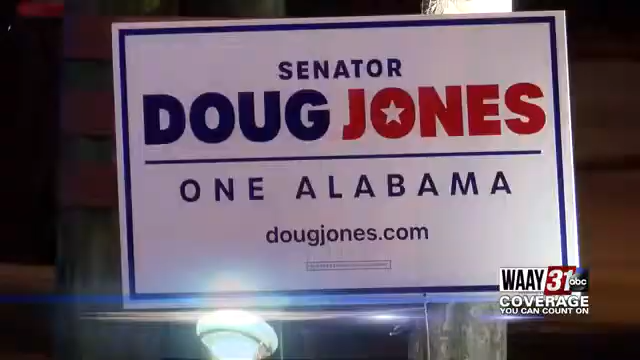 SENATOR
DOUG JONES
ONE ALABAMA
dougjones.com
WAAY 31 abc
COVERAGE
YOU CAN COUNT ON